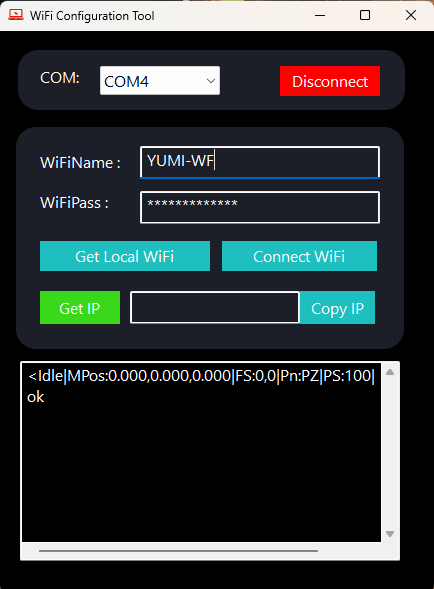 WiFi Configuration Tool
COM: COM4 Disconnect
WiFiName : YUMI-WF
WiFiPass : *************
Get Local WiFi Connect WiFi
Get IP Copy IP
<Idle|MPos:0.000,0.000,0.000|FS:0,0|Pn:PZ|PS:100|
ok